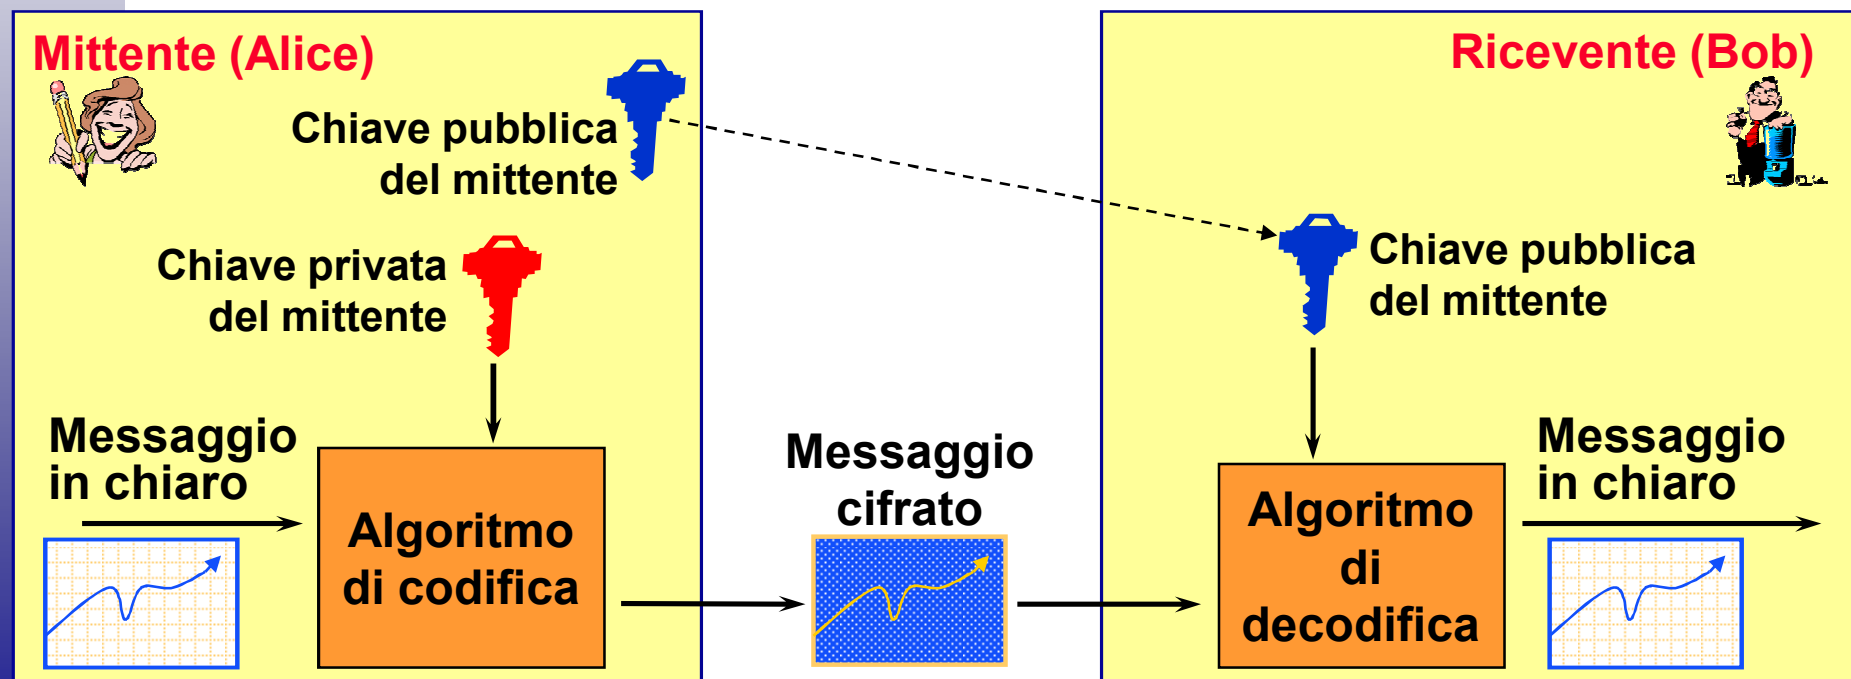 Mittente (Alice)
Chiave pubblica
del mittente
Chiave privata
del mittente
Messaggio
in chiaro
Algoritmo
di codifica
Messaggio
cifrato
Ricevente (Bob)
Chiave pubblica
del mittente
Algoritmo
di
decodifica
Messaggio
in chiaro